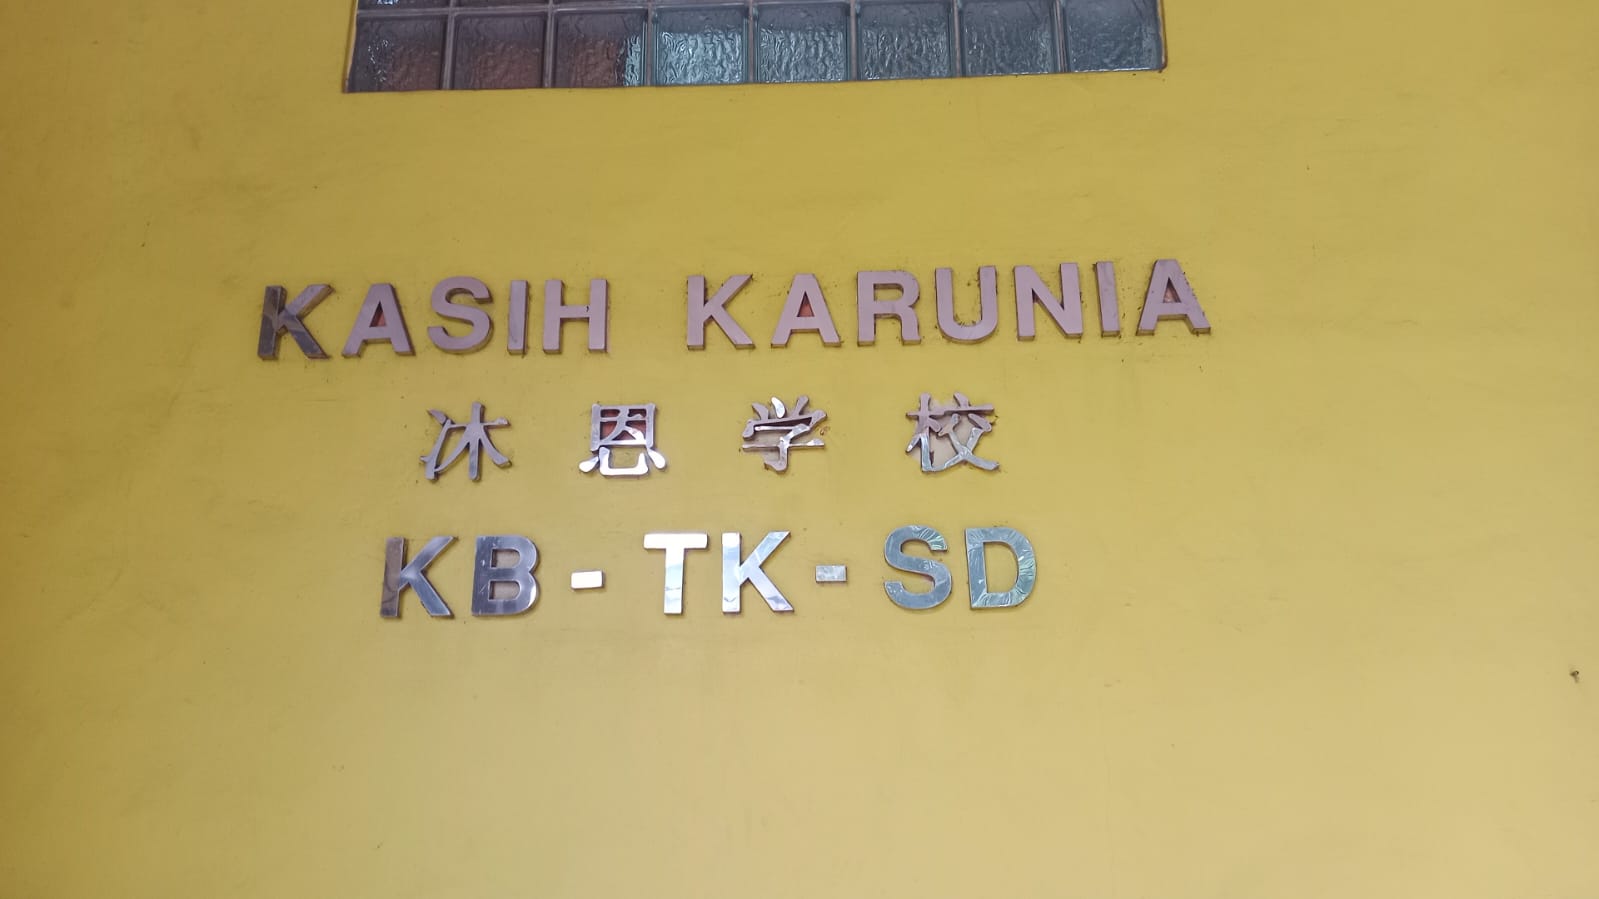 KASIH KARUNIA
沐恩学校
KB - TK - SD